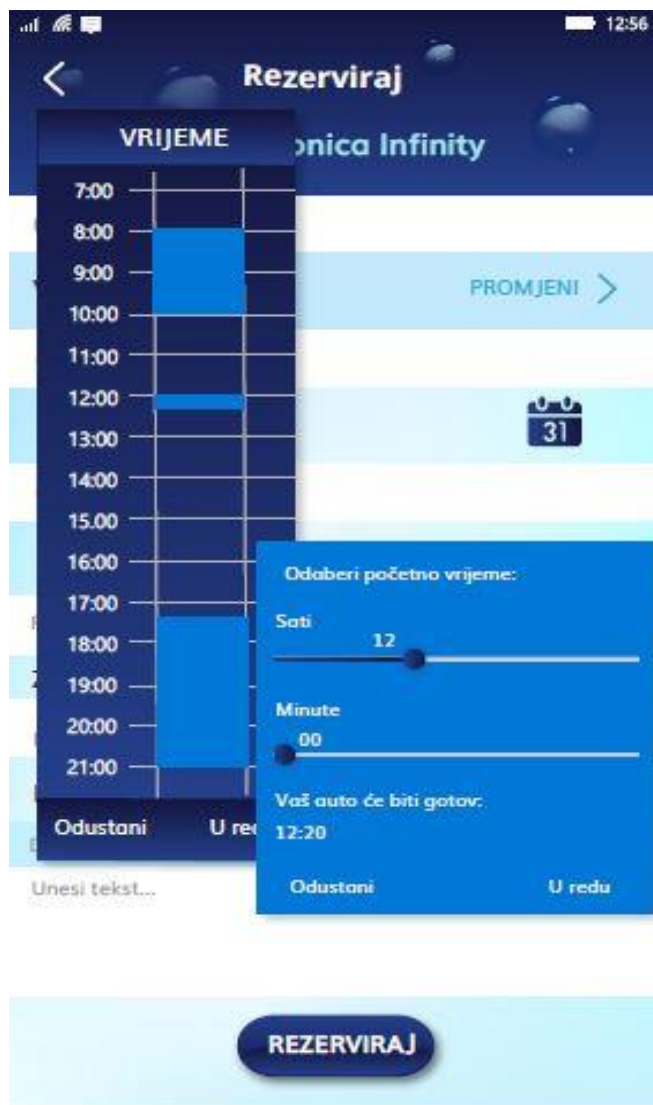 12:56
Rezerviraj
onica Infinity
VRIJEME
7:00
8:00
9:00
10:00
11:00
12:00
13:00
14:00
15.00
16:00
17:00
18:00
19:00
20:00
21:00
Odustani U red
PROMJENI
31
Odaberi početno vrijeme:
Sati
12
Minute
00
Vaš auto će biti gotov:
12:20
Odustani U redu
Unesi tekst...
REZERVIRAJ